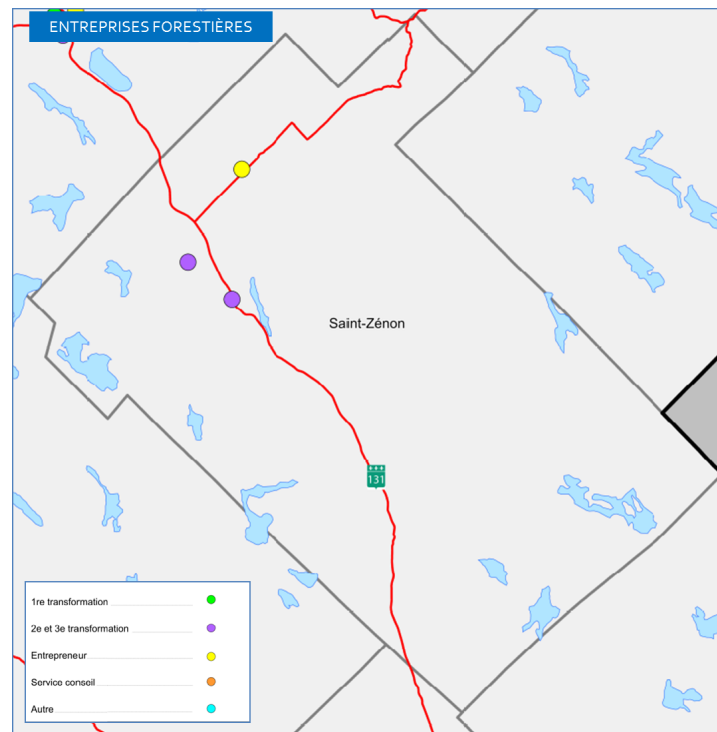 ENTREPRISES FORESTIÈRES
Saint-Zénon
131
1re transformation
2e et 3e transformation
Entrepreneur
Service conseil
Autre